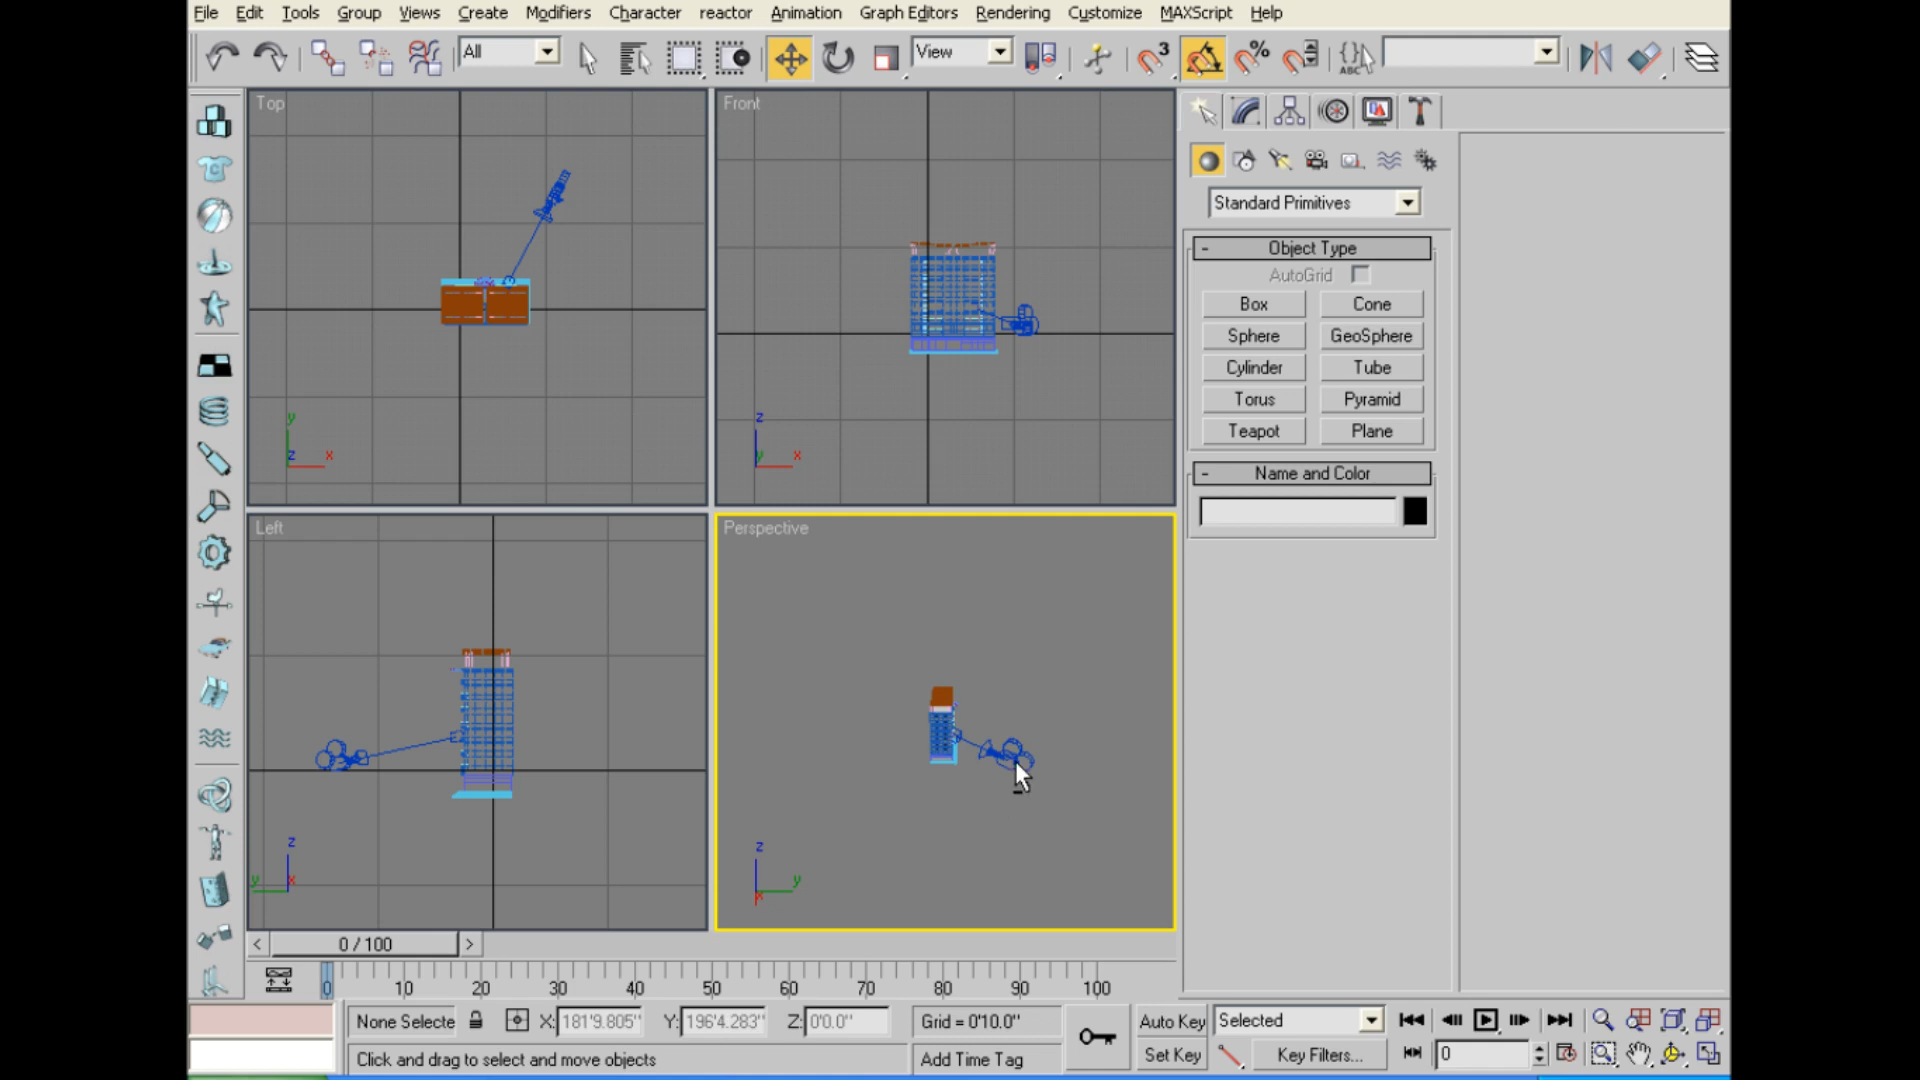 File Edit Tools Group Views Create Modifiers Character reactor Animation Graph Editors Rendering Customize MAXScript Help
All View 3 % ABC
Top Front
Standard Primitives
- Object Type
AutoGrid
Box Cone
Sphere GeoSphere
Cylinder Tube
Torus Pyramid
Teapot Plane
y z
z x y x
- Name and Color
Left Perspective
z z
y x y
x
< 0 / 100 >
0 10 20 30 40 50 60 70 80 90 100
None Selecte X: 181'9.805" Y: 196'4.283" Z: 0'0.0" Grid = 0'10.0" Auto Key Selected
Click and drag to select and move objects Add Time Tag Set Key Key Filters... 0